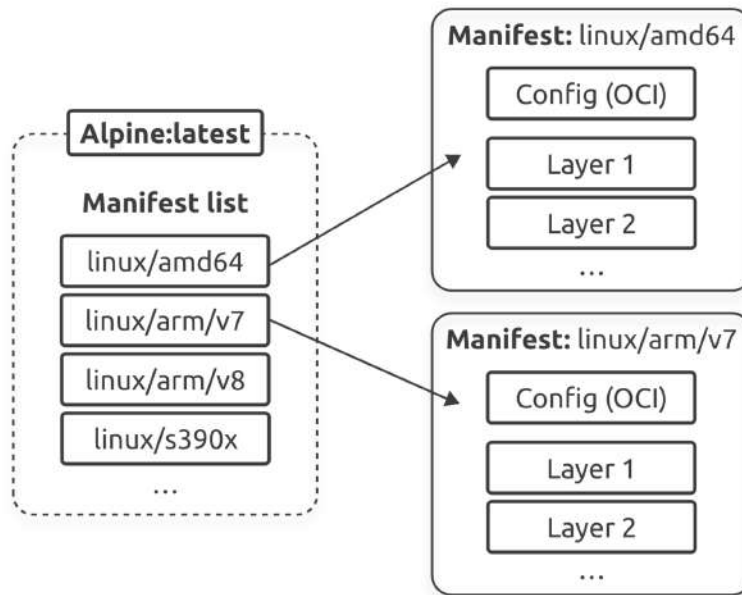 Alpine:latest
Manifest list
linux/amd64
linux/arm/v7
linux/arm/v8
linux/s390x
...
Manifest: linux/amd64
Config (OCI)
Layer 1
Layer 2
...
Manifest: linux/arm/v7
Config (OCI)
Layer 1
Layer 2
...